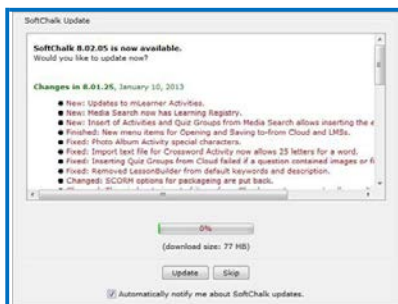 SoftChalk Update
SoftChalk 8.02.05 is now available.
Would you like to update now?
Changes in 8.01.25, January 10, 2013
New: Updates to mLearner Activities.
New: Media Search now has Learning Registry.
New: Insert of Activities and Quiz Groups from Media Search allows inserting the e
Finished: New menu items for Opening and Saving to-from Cloud and LMSs.
Fixed: Photo Album Activity special characters.
Fixed: Import text file for Crossword Activity now allows 25 letters for a word.
Fixed: Inserting Quiz Groups from Cloud failed if a question contained images or f
Fixed: Removed LessonBuilder from default keywords and description.
Changed: SCORM options for packageing are put back.
0%
(download size: 77 MB)
Update Skip
Automatically notify me about SoftChalk updates.